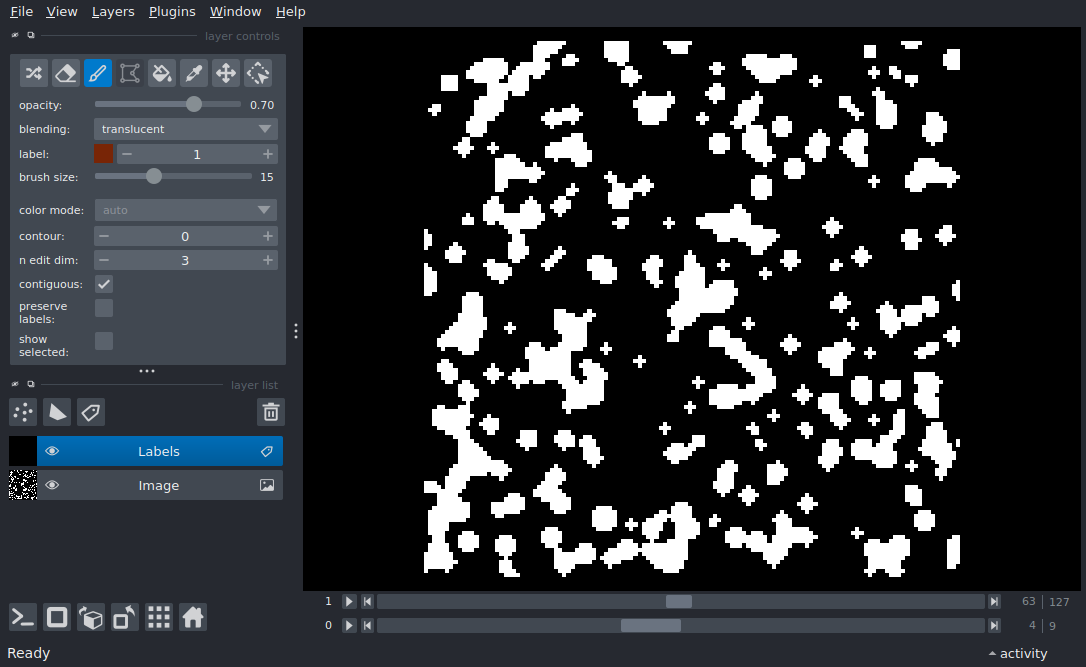 File View Layers Plugins Window Help
layer controls
opacity: 0.70
blending: translucent
label: 1
brush size: 15
color mode: auto
contour: 0
n edit dim: 3
contiguous:
preserve
labels:
show
selected:
layer list
Labels
Image
1 63 127
0 4 9
Ready activity